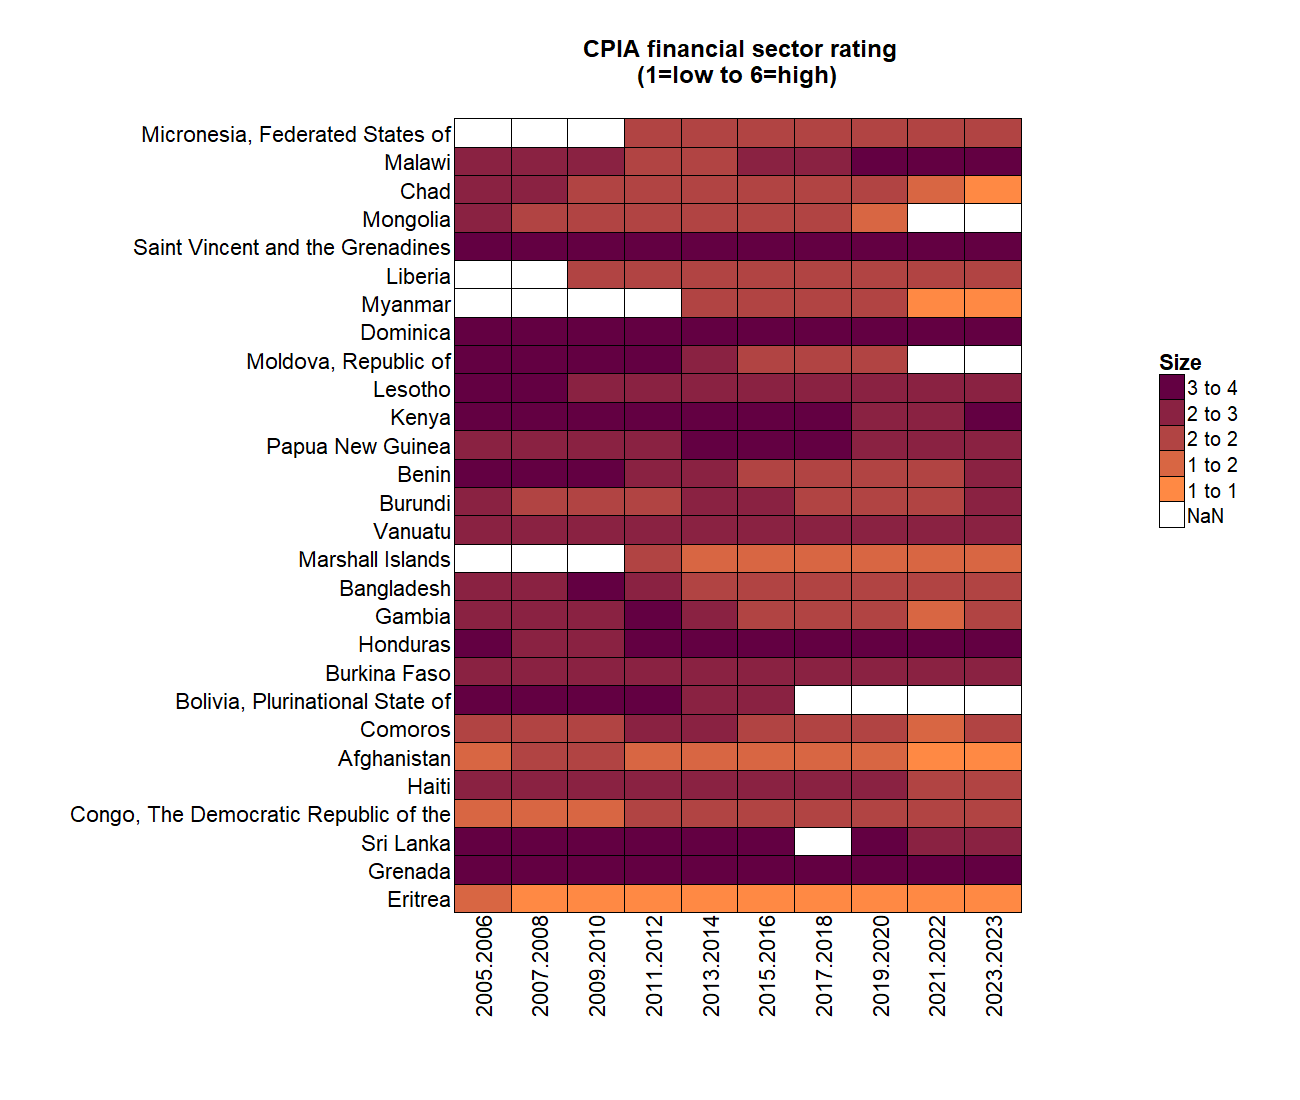 CPIA financial sector rating
(1=low to 6=high)
Micronesia, Federated States of
Malawi
Chad
Mongolia
Saint Vincent and the Grenadines
Liberia
Myanmar
Dominica
Moldova, Republic of
Lesotho
Kenya
Papua New Guinea
Benin
Burundi
Vanuatu
Marshall Islands
Bangladesh
Gambia
Honduras
Burkina Faso
Bolivia, Plurinational State of
Comoros
Afghanistan
Haiti
Congo, The Democratic Republic of the
Sri Lanka
Grenada
Eritrea
2005.2006
2007.2008
2009.2010
2011.2012
2013.2014
2015.2016
2017.2018
2019.2020
2021.2022
2023.2023
Size
3 to 4
2 to 3
2 to 2
1 to 2
1 to 1
NaN